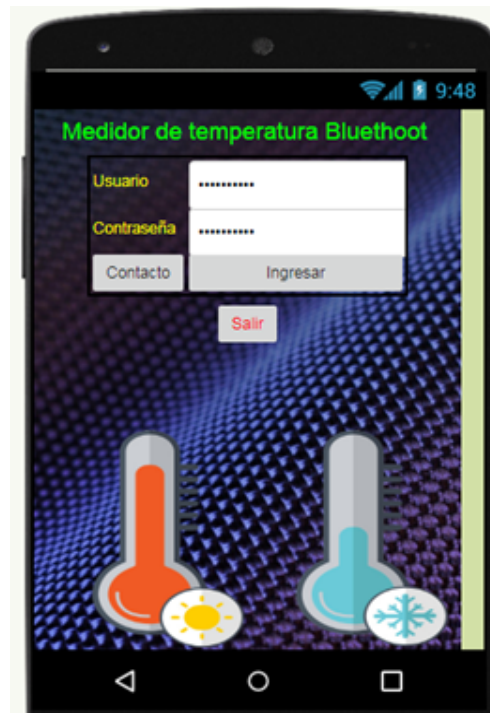 9:48
Medidor de temperatura Bluethoot
Usuario ••••••••••
Contraseña ••••••••••
Contacto Ingresar
Salir